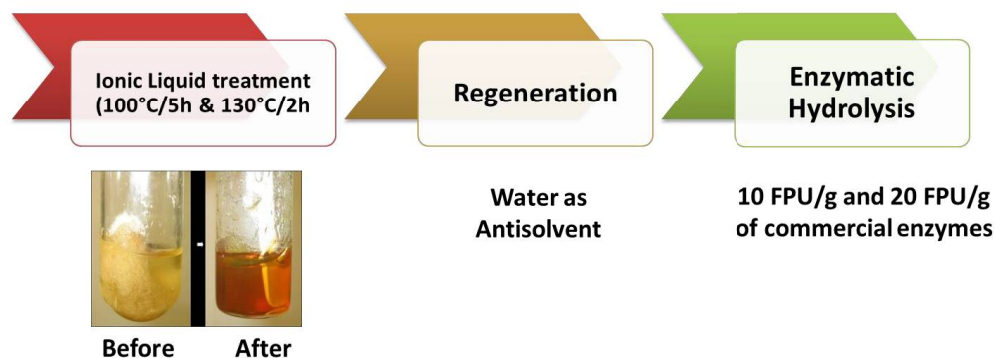 Ionic Liquid treatment
(100°C/5h & 130°C/2h
Regeneration
Enzymatic
Hydrolysis
Water as
Antisolvent
10 FPU/g and 20 FPU/g
of commercial enzymes
Before
After